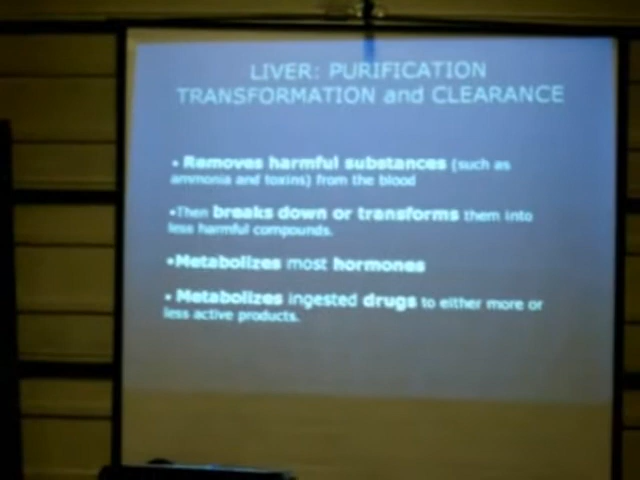 LIVER: PURIFICATION
TRANSFORMATION and CLEARANCE
• Removes harmful substances (such as
ammonia and toxins) from the blood
•Then breaks down or transforms them into
less harmful compounds.
•Metabolizes most hormones
• Metabolizes ingested drugs to either more or
less active products.